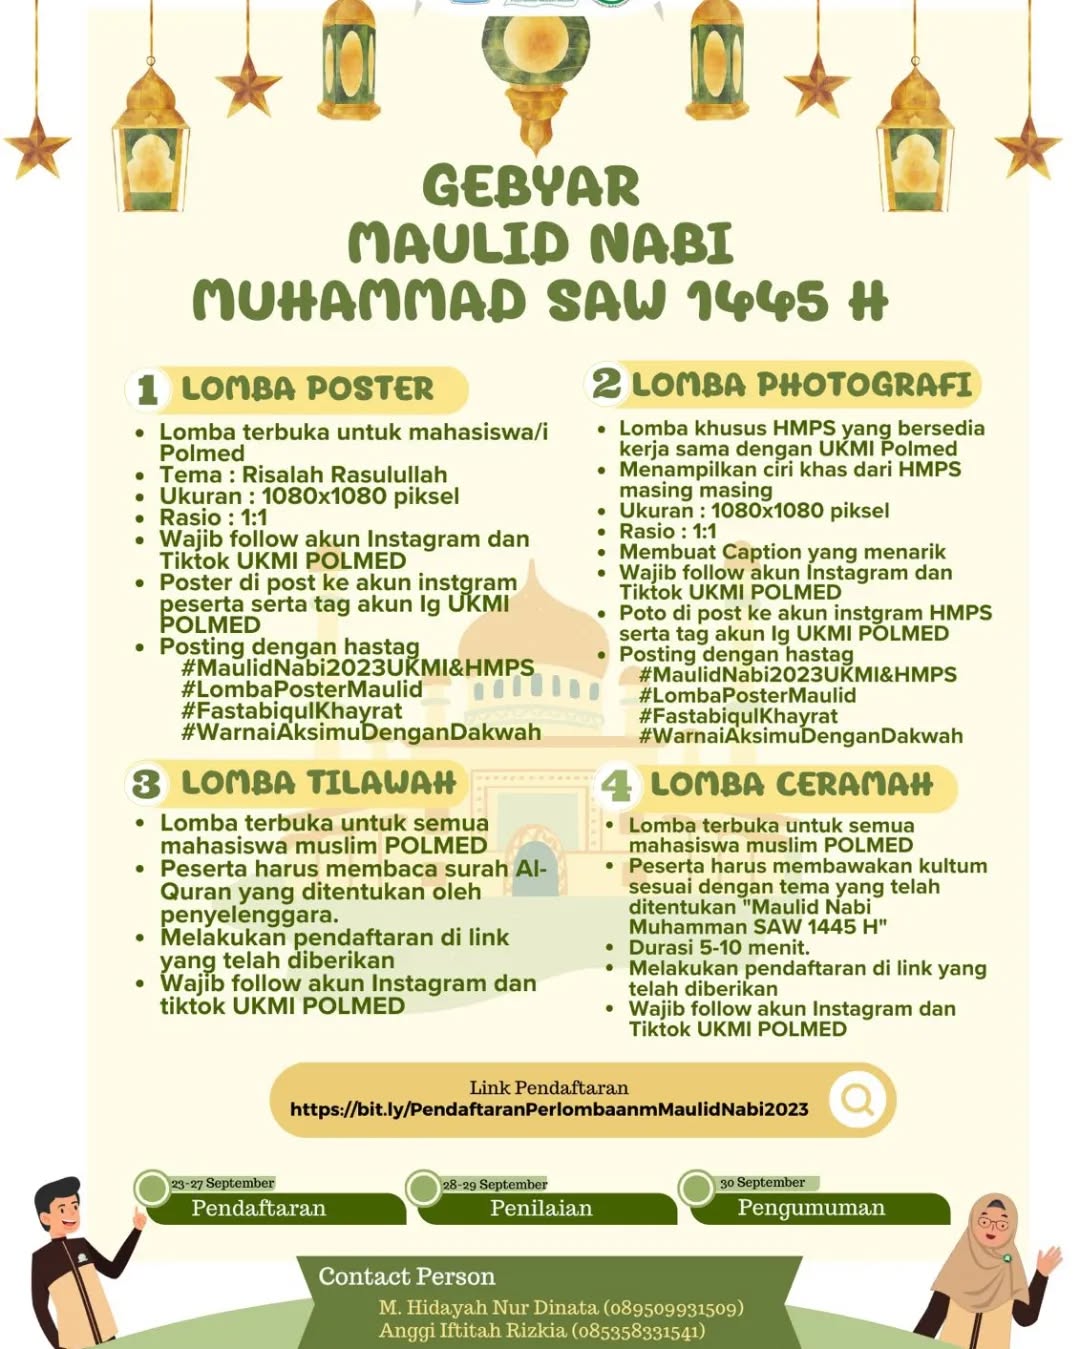 GEBYAR
MAULID NABI
MUHAMMAD SAW 1445 H
1 LOMBA POSTER
• Lomba terbuka untuk mahasiswa/i
Polmed
• Tema : Risalah Rasulullah
• Ukuran : 1080x1080 piksel
• Rasio : 1:1
• Wajib follow akun Instagram dan
Tiktok UKMI POLMED
• Poster di post ke akun instgram
peserta serta tag akun Ig UKMI
POLMED
• Posting dengan hastag
#MaulidNabi2023UKMI&HMPS
#LombaPosterMaulid
#FastabiqulKhayrat
#WarnaiAksimuDenganDakwah
2 LOMBA PHOTOGRAFI
• Lomba khusus HMPS yang bersedia
kerja sama dengan UKMI Polmed
• Menampilkan ciri khas dari HMPS
masing masing
• Ukuran : 1080x1080 piksel
• Rasio : 1:1
• Membuat Caption yang menarik
• Wajib follow akun Instagram dan
Tiktok UKMI POLMED
• Poto di post ke akun instgram HMPS
serta tag akun Ig UKMI POLMED
• Posting dengan hastag
#MaulidNabi2023UKMI&HMPS
#LombaPosterMaulid
#FastabiqulKhayrat
#WarnaiAksimuDenganDakwah
3 LOMBA TILAWAH
• Lomba terbuka untuk semua
mahasiswa muslim POLMED
• Peserta harus membaca surah Al-
Quran yang ditentukan oleh
penyelenggara.
• Melakukan pendaftaran di link
yang telah diberikan
• Wajib follow akun Instagram dan
tiktok UKMI POLMED
4 LOMBA CERAMAH
• Lomba terbuka untuk semua
mahasiswa muslim POLMED
• Peserta harus membawakan kultum
sesuai dengan tema yang telah
ditentukan "Maulid Nabi
Muhamman SAW 1445 H"
• Durasi 5-10 menit.
• Melakukan pendaftaran di link yang
telah diberikan
• Wajib follow akun Instagram dan
Tiktok UKMI POLMED
Link Pendaftaran
https://bit.ly/PendaftaranPerlombaanmMaulidNabi2023
23-27 September
Pendaftaran
28-29 September
Penilaian
30 September
Pengumuman
Contact Person
M. Hidayah Nur Dinata (089509931509)
Anggi Iftitah Rizkia (085358331541)